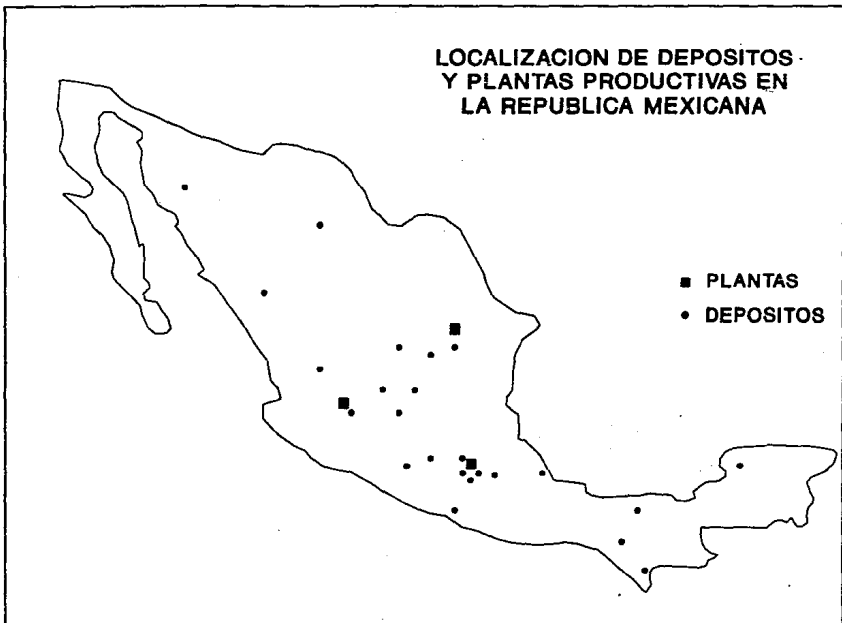 LOCALIZACION DE DEPOSITOS
Y PLANTAS PRODUCTIVAS EN
LA REPUBLICA MEXICANA
PLANTAS
DEPOSITOS